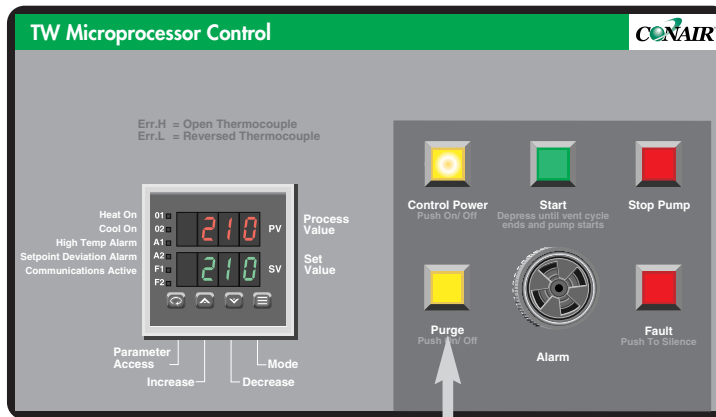 TW Microprocessor Control
CONAIR
Err.H = Open Thermocouple
Err.L = Reversed Thermocouple
Heat On
Cool On
High Temp Alarm
Setpoint Deviation Alarm
Communications Active
01
02
A1
A2
F1
F2
210
PV
210
SV
Process
Value
Set
Value
Parameter
Access
Increase
Decrease
Mode
Control Power
Push On/ Off
Start
Depress until vent cycle
ends and pump starts
Stop Pump
Purge
Push On/ Off
Alarm
Fault
Push To Silence